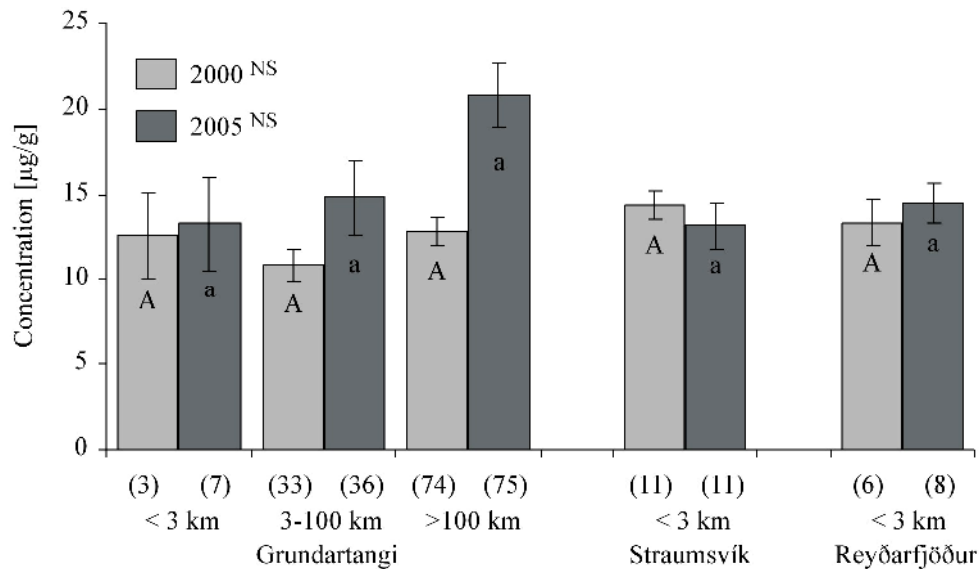 25
20
15
10
5
0
Concentration [µg/g]
2000 NS
2005 NS
A a A a A a A a A a
(3) (7) (33) (36) (74) (75) (11) (11) (6) (8)
< 3 km 3-100 km >100 km < 3 km < 3 km
Grundartangi Straumsvík Reyðarfjöður